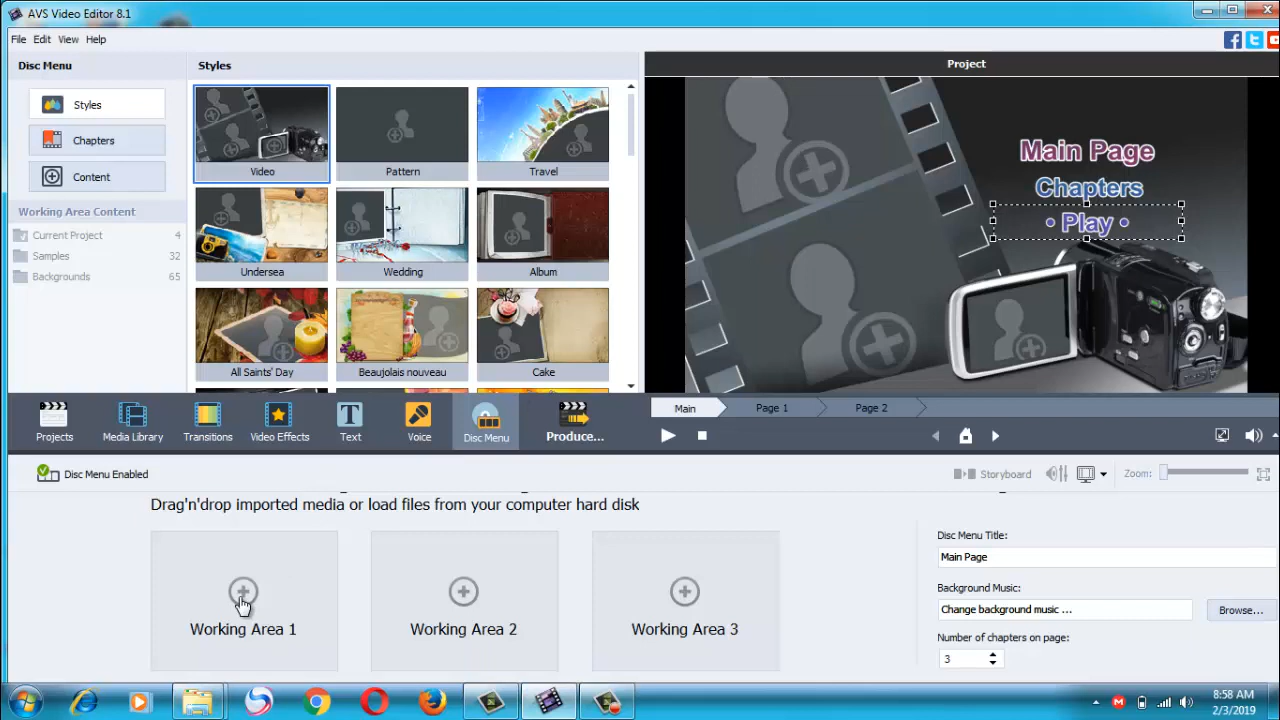 AVS Video Editor 8.1
File Edit View Help
Disc Menu
Styles
Chapters
Content
Working Area Content
Current Project 4
Samples 32
Backgrounds 65
Styles
Video Pattern Travel
Undersea Wedding Album
All Saints' Day Beaujolais nouveau Cake
Project
Main Page
Chapters
• Play •
Main Page 1 Page 2
Projects Media Library Transitions Video Effects Text Voice Disc Menu Produce...
Disc Menu Enabled
Storyboard Zoom:
Drag'n'drop imported media or load files from your computer hard disk
Working Area 1 Working Area 2 Working Area 3
Disc Menu Title:
Main Page
Background Music:
Change background music ... Browse...
Number of chapters on page:
3
8:58 AM
2/3/2019